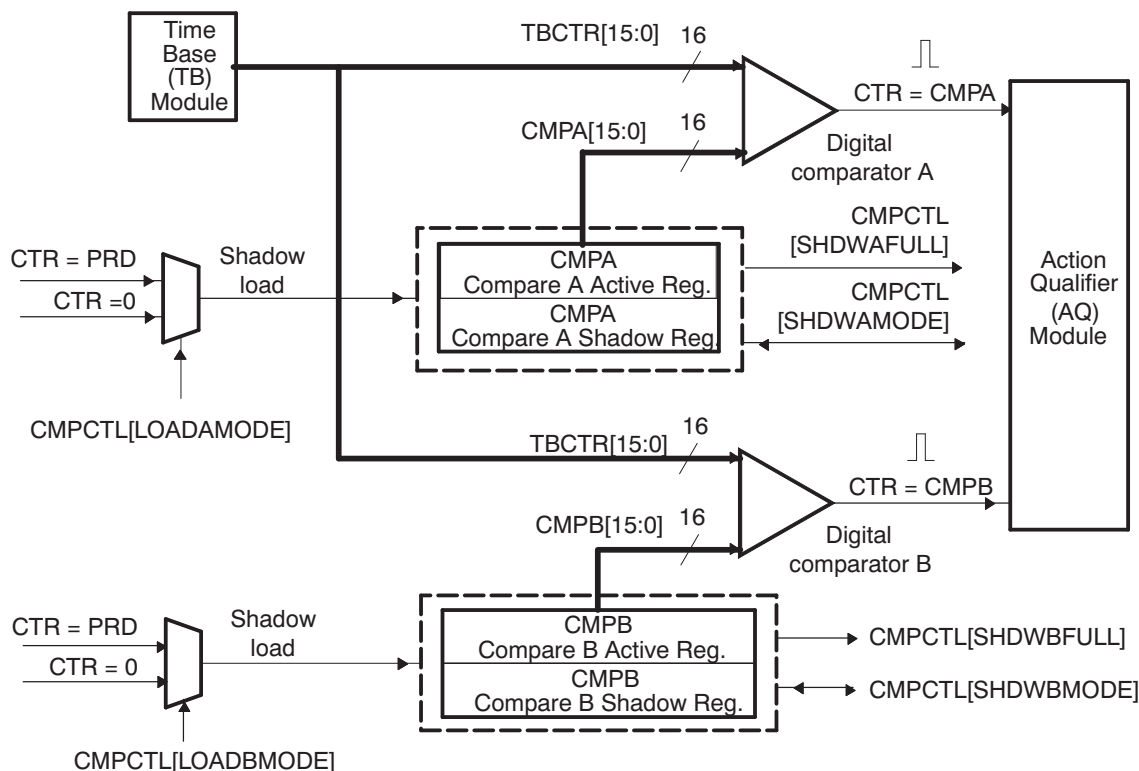 Time
Base
(TB)
Module
TBCTR[15:0]
16
CMPA[15:0]
16
CTR = CMPA
Digital
comparator A
CTR = PRD
CTR =0
Shadow
load
CMPA
Compare A Active Reg.
CMPA
Compare A Shadow Reg.
CMPCTL
[SHDWAFULL]
CMPCTL
[SHDWAMODE]
Action
Qualifier
(AQ)
Module
CMPCTL[LOADAMODE]
TBCTR[15:0]
16
CTR = CMPB
CMPB[15:0]
16
Digital
comparator B
CTR = PRD
CTR = 0
Shadow
load
CMPB
Compare B Active Reg.
CMPB
Compare B Shadow Reg.
CMPCTL[SHDWBFULL]
CMPCTL[SHDWBMODE]
CMPCTL[LOADBMODE]